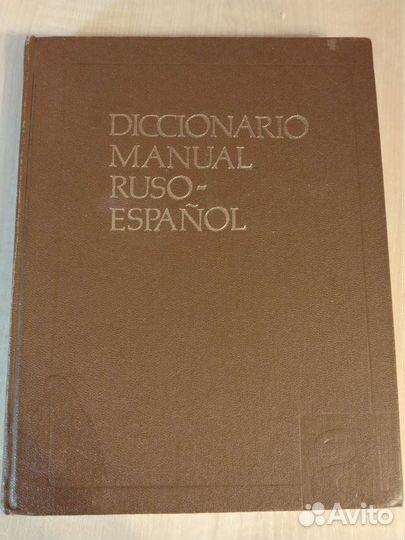 DICCIONARIO
MANUAL
RUSO-
ESPAÑOL
Avito